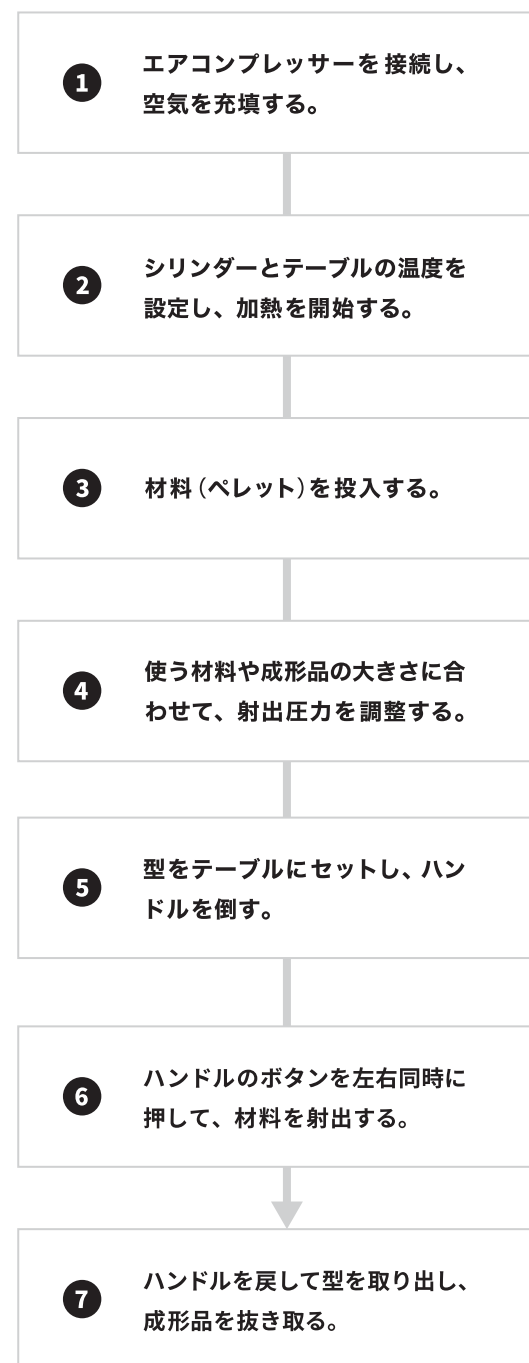 1
エアコンプレッサーを接続し、
空気を充填する。
2
シリンダーとテーブルの温度を
設定し、加熱を開始する。
3
材料（ペレット）を投入する。
4
使う材料や成形品の大きさに合
わせて、射出圧力を調整する。
5
型をテーブルにセットし、ハン
ドルを倒す。
6
ハンドルのボタンを左右同時に
押して、材料を射出する。
7
ハンドルを戻して型を取り出し、
成形品を抜き取る。